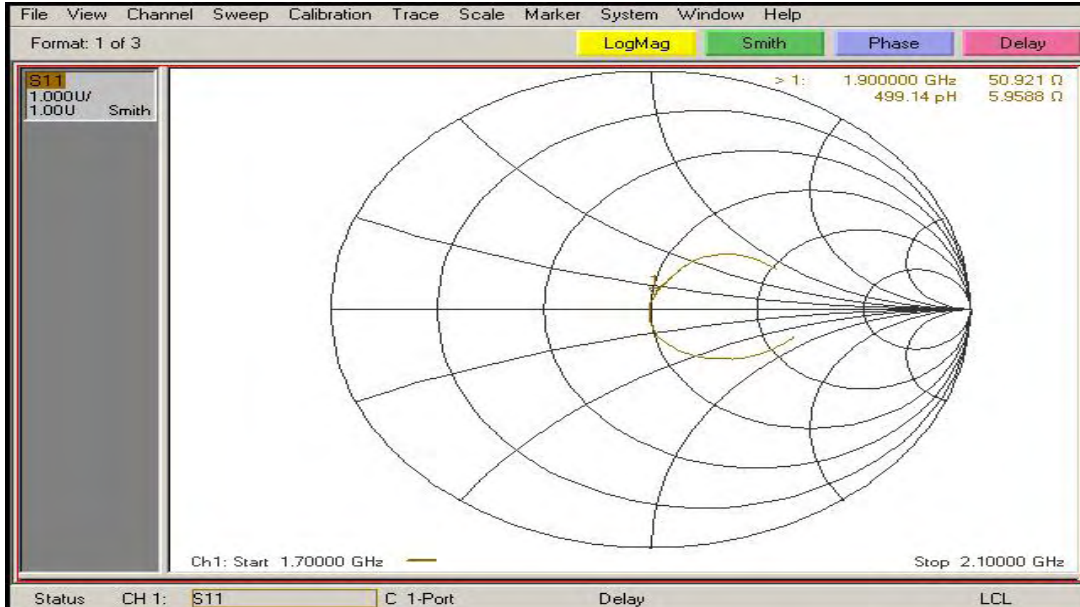 File View Channel Sweep Calibration Trace Scale Marker System Window Help
Format: 1 of 3 LogMag Smith Phase Delay
S11
1.000U/
1.00U Smith
> 1: 1.900000 GHz 50.921 Ω
499.14 pH 5.9588 Ω
1
Ch1: Start 1.70000 GHz Stop 2.10000 GHz
Status CH 1: S11 C 1-Port Delay LCL